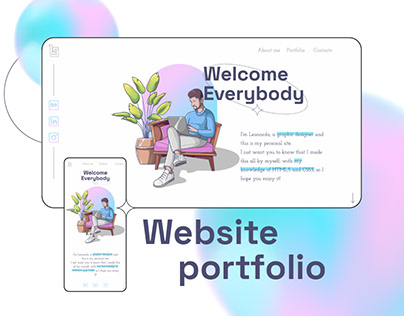 About me Portfolio Contacts
Welcome
Everybody
I'm Leonardo, a graphic designer and
this is my personal site
I just want you to know that I made
this all by myself, with my
knowledge of HTML5 and CSS3, so I
hope you enjoy it!
Welcome
Everybody
Website
portfolio